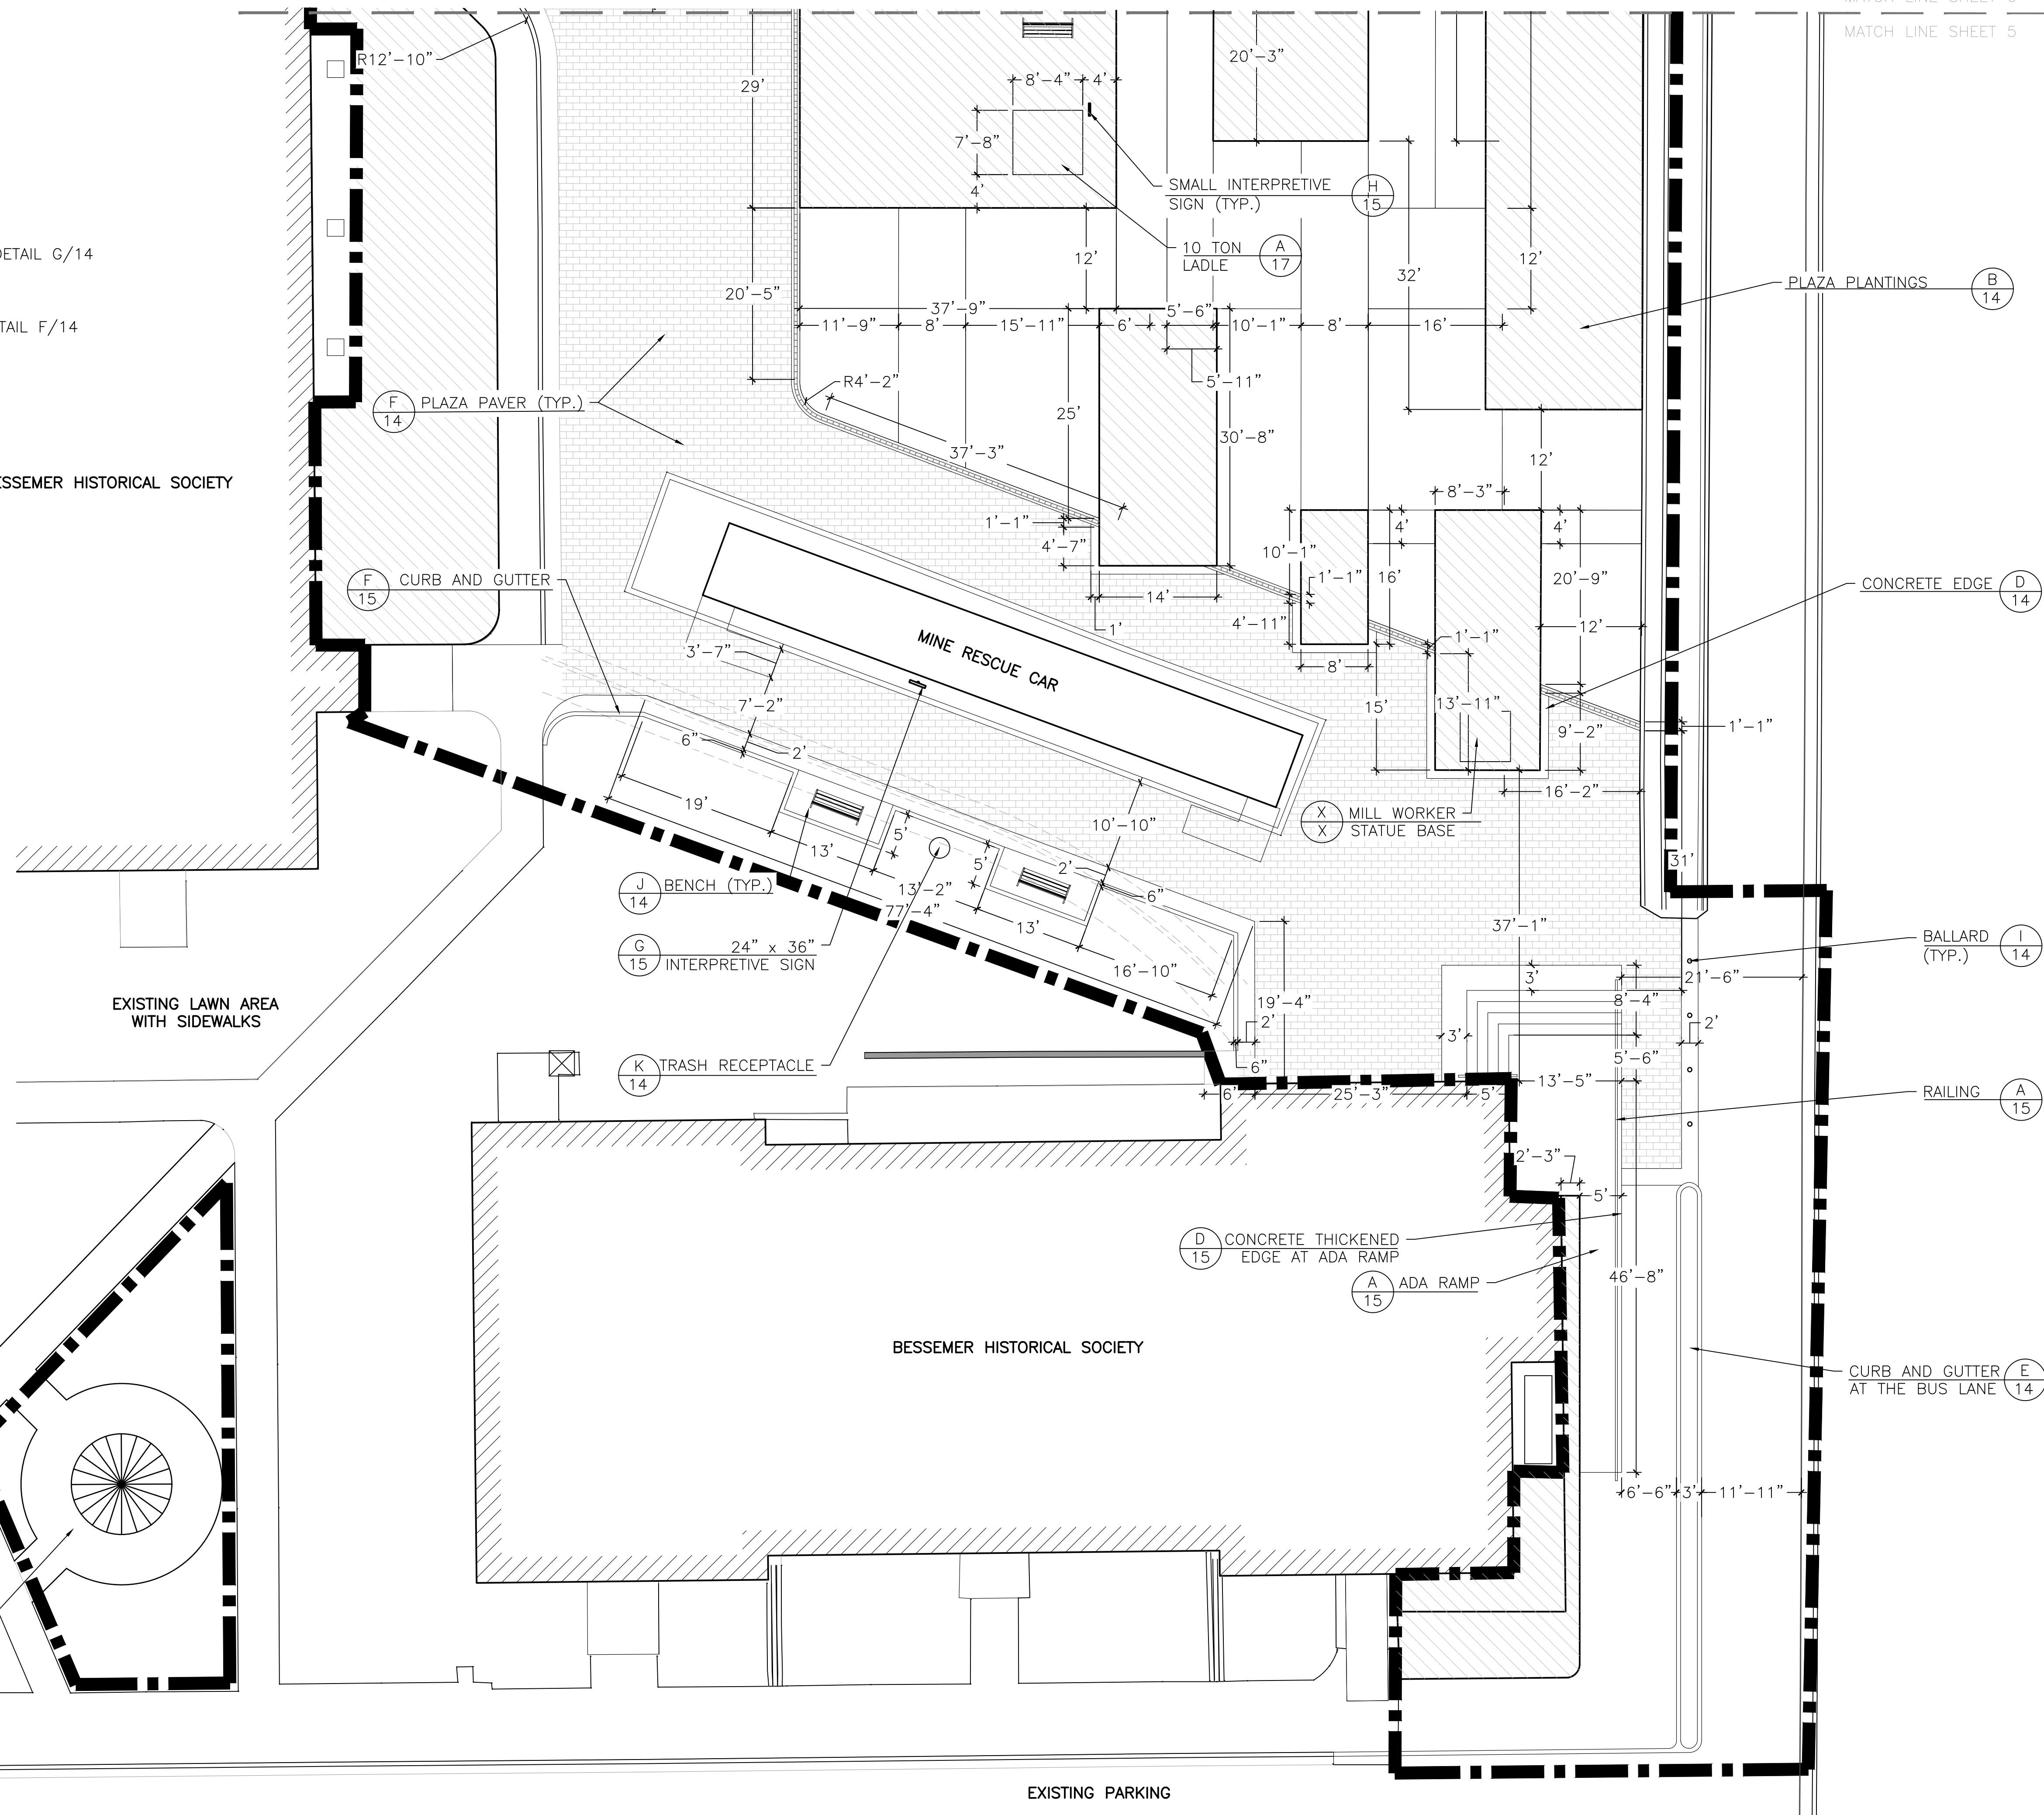 MATCH LINE SHEET 5
R12'-10"
29'
20'-3"
8'-4"
4'
7'-8"
4'
SMALL INTERPRETIVE
SIGN (TYP.)
H
15
10 TON
LADLE
A
17
DETAIL G/14
12'
32'
12'
PLAZA PLANTINGS
B
14
20'-5"
37'-9"
5'-6"
11'-9"
8'
15'-11"
6'
10'-1"
8'
16'
TAIL F/14
R4'-2"
5'-11"
F
14
PLAZA PAVER (TYP.)
25'
30'-8"
37'-3"
12'
ESSEMER HISTORICAL SOCIETY
8'-3"
1'-1"
4'
4'
4'-7"
10'-1"
F
15
CURB AND GUTTER
1'-1"
16'
20'-9"
CONCRETE EDGE
D
14
14'
1'
4'-11"
12'
1'-1"
MINE RESCUE CAR
3'-7"
8'
7'-2"
15'
13'-11"
9'-2"
1'-1"
6"
2'
16'-2"
19'
10'-10"
X
X
MILL WORKER
STATUE BASE
5'
13'
5'
2'
31'
J
14
BENCH (TYP.)
13'-2"
6"
77'-4"
13'
37'-1"
G
15
24" x 36"
INTERPRETIVE SIGN
16'-10"
BALLARD
(TYP.)
I
14
3'
21'-6"
EXISTING LAWN AREA
WITH SIDEWALKS
19'-4"
8'-4"
2'
2'
3'
K
14
TRASH RECEPTACLE
6"
5'-6"
6'
25'-3"
5'
13'-5"
RAILING
A
15
2'-3"
5'
D
15
CONCRETE THICKENED
EDGE AT ADA RAMP
A
15
ADA RAMP
46'-8"
BESSEMER HISTORICAL SOCIETY
CURB AND GUTTER
AT THE BUS LANE
E
14
6'-6"
3'
11'-11"
EXISTING PARKING